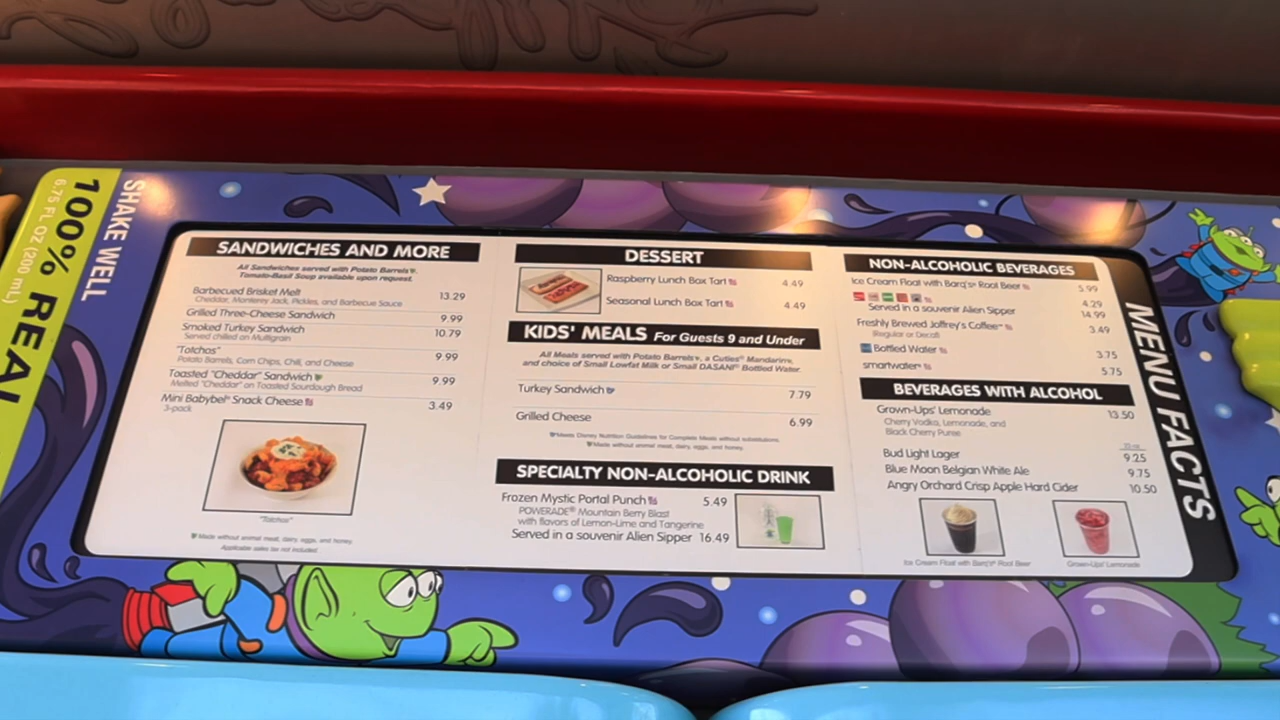 SHAKE WELL
100% REAL
6.75 FL OZ (200 mL)
SANDWICHES AND MORE
All Sandwiches served with Potato Barrels.
Tomato-Basil Soup available upon request.
Barbecued Brisket Melt 13.29
Cheddar, Monterey Jack, Pickles, and Barbecue Sauce
Grilled Three-Cheese Sandwich 9.99
Smoked Turkey Sandwich 10.79
Served chilled on Multigrain
"Totchos" 9.99
Potato Barrels, Corn Chips, Chili, and Cheese
Toasted "Cheddar" Sandwich 9.99
Melted "Cheddar" on Toasted Sourdough Bread
Mini Babybel® Snack Cheese 3.49
3-pack
"Totchos"
Made without animal meat, dairy, eggs, and honey.
Applicable sales tax not included.
DESSERT
Raspberry Lunch Box Tart 4.49
Seasonal Lunch Box Tart 4.49
KIDS' MEALS For Guests 9 and Under
All Meals served with Potato Barrels, a Cuties® Mandarin,
and choice of Small Lowfat Milk or Small DASANI® Bottled Water.
Turkey Sandwich 7.79
Grilled Cheese 6.99
Meets Disney Nutrition Guidelines for Complete Meals without substitutions.
Made without animal meat, dairy, eggs, and honey.
SPECIALTY NON-ALCOHOLIC DRINK
Frozen Mystic Portal Punch 5.49
POWERADE® Mountain Berry Blast
with flavors of Lemon-Lime and Tangerine
Served in a souvenir Alien Sipper 16.49
NON-ALCOHOLIC BEVERAGES
Ice Cream Float with Barq's® Root Beer 5.99
4.29
Served in a souvenir Alien Sipper 14.99
Freshly Brewed Joffrey's Coffee™ 3.49
(Regular or Decaf)
Bottled Water 3.75
smartwater® 5.75
BEVERAGES WITH ALCOHOL
Grown-Ups' Lemonade 13.50
Cherry Vodka, Lemonade, and
Black Cherry Puree
Bud Light Lager 9.25
Blue Moon Belgian White Ale 9.75
Angry Orchard Crisp Apple Hard Cider 10.50
Ice Cream Float with Barq's® Root Beer
Grown-Ups' Lemonade
MENU FACTS